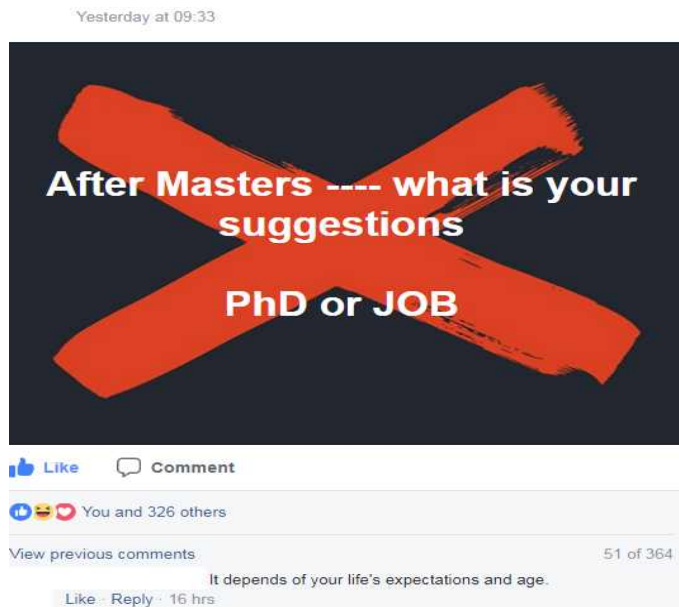 Yesterday at 09:33
After Masters ---- what is your
suggestions
PhD or JOB
Like Comment
You and 326 others
View previous comments 51 of 364
It depends of your life's expectations and age.
Like · Reply · 16 hrs